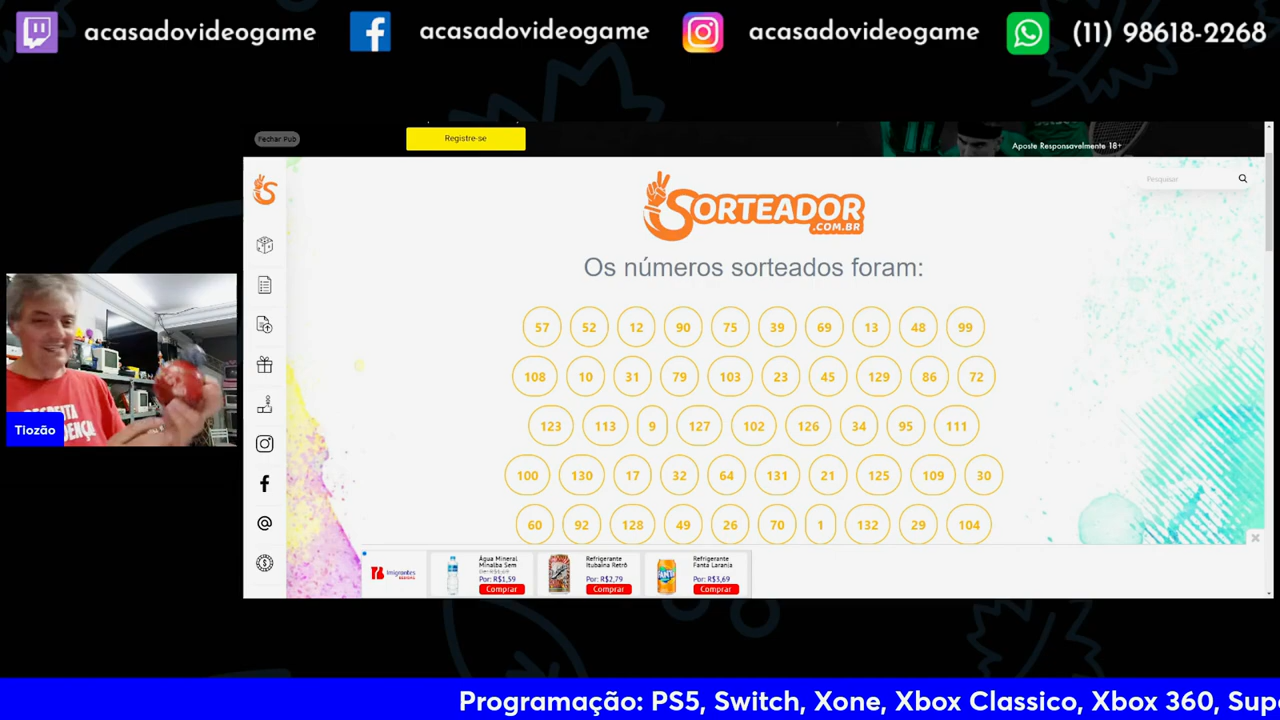 acasadovideogame acasadovideogame acasadovideogame (11) 98618-2268
Fechar Pub
Registre-se
Aposte Responsavelmente 18+
Pesquisar
SORTEADOR
.COM.BR
Os números sorteados foram:
57 52 12 90 75 39 69 13 48 99
108 10 31 79 103 23 45 129 86 72
123 113 9 127 102 126 34 95 111
100 130 17 32 64 131 21 125 109 30
60 92 128 49 26 70 1 132 29 104
Tiozão
imigrantes
Água Mineral
Minalba Sem
Por: R$1,59
Comprar
Refrigerante
Itubaína Retrô
Por: R$2,79
Comprar
Refrigerante
Fanta Laranja
Por: R$3,69
Comprar
Programação: PS5, Switch, Xone, Xbox Classico, Xbox 360, Sup